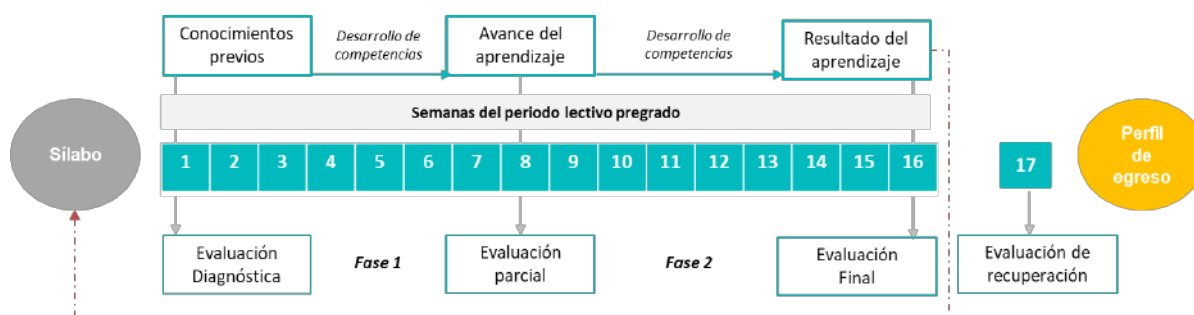 Conocimientos
previos
Desarrollo de
competencias
Avance del
aprendizaje
Desarrollo de
competencias
Resultado del
aprendizaje
Semanas del periodo lectivo pregrado
Sílabo
1 2 3 4 5 6 7 8 9 10 11 12 13 14 15 16
17
Perfil
de
egreso
Evaluación
Diagnóstica
Fase 1
Evaluación
parcial
Fase 2
Evaluación
Final
Evaluación de
recuperación